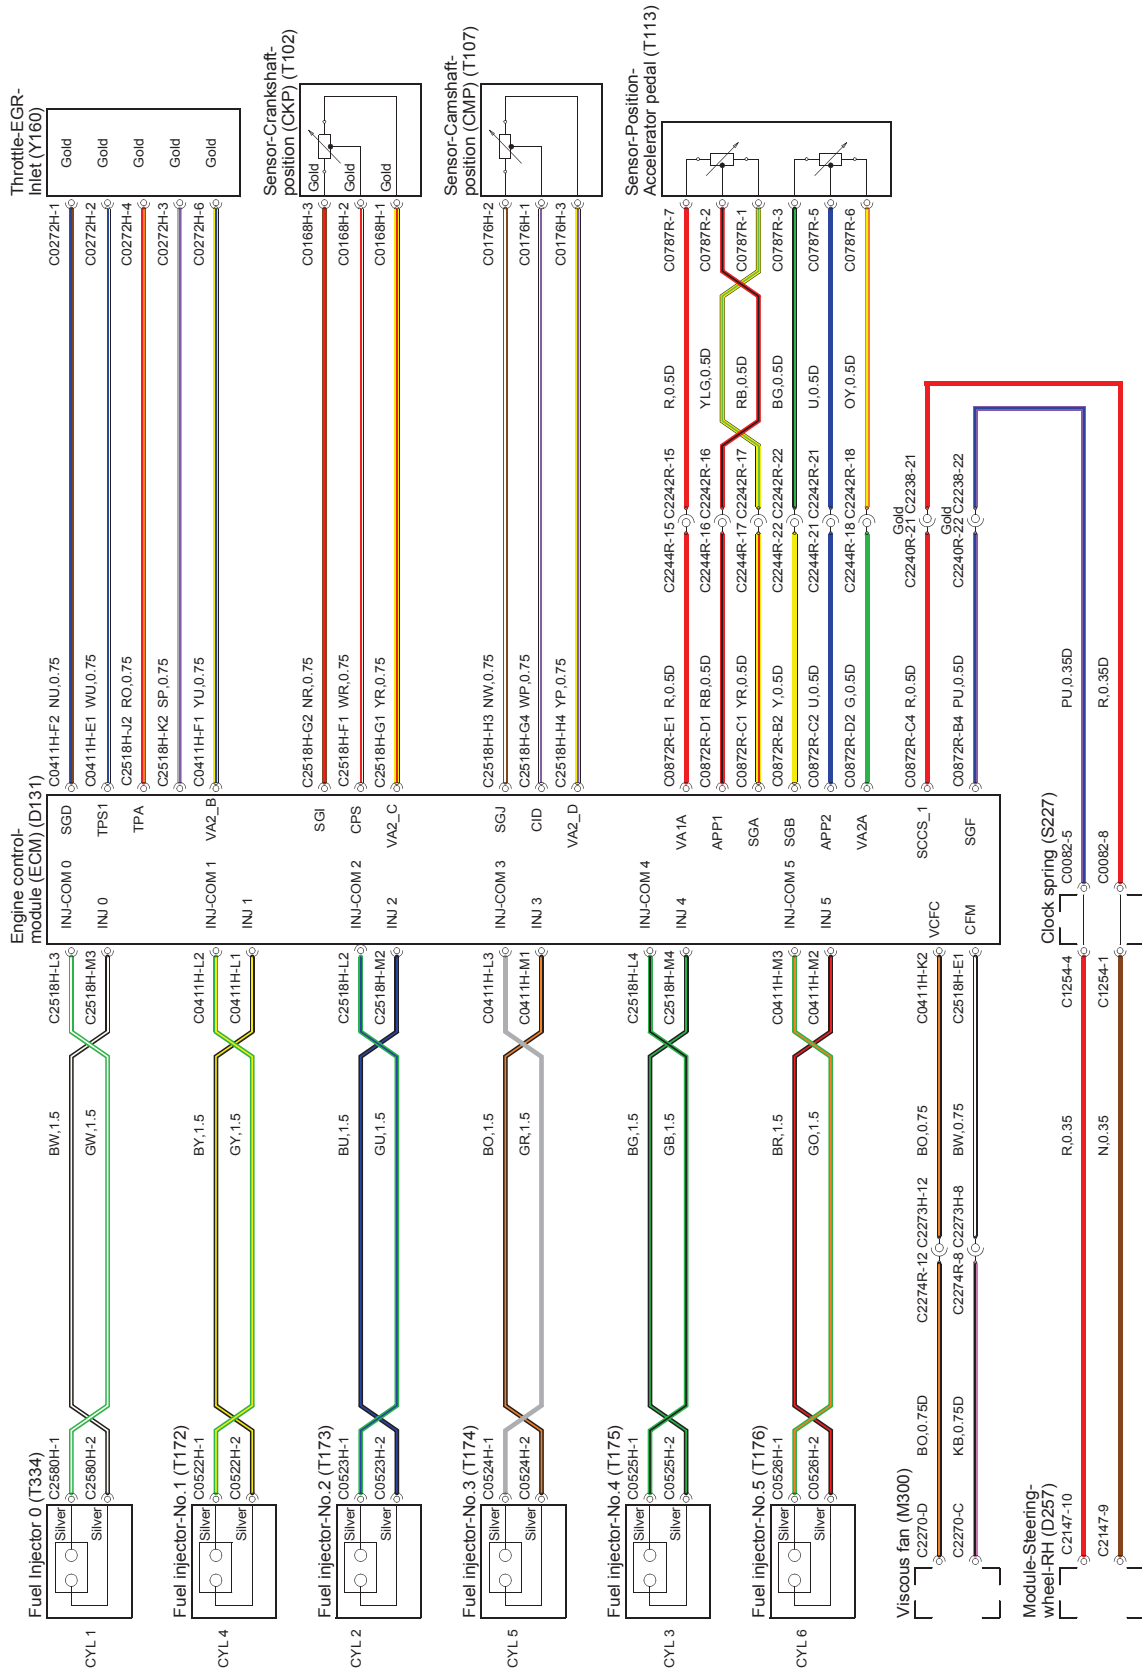 Throttle-EGR-
Inlet (Y160)
Gold
Gold
Gold
Gold
Gold
C0272H-1
C0272H-2
C0272H-4
C0272H-3
C0272H-6
C0411H-F2 NU,0.75
C0411H-E1 WU,0.75
C2518H-J2 RO,0.75
C2518H-K2 SP,0.75
C0411H-F1 YU,0.75
Sensor-Crankshaft-
position (CKP) (T102)
Gold
Gold
Gold
C0168H-3
C0168H-2
C0168H-1
C2518H-G2 NR,0.75
C2518H-F1 WR,0.75
C2518H-G1 YR,0.75
Sensor-Camshaft-
position (CMP) (T107)
C0176H-2
C0176H-1
C0176H-3
C2518H-H3 NW,0.75
C2518H-G4 WP,0.75
C2518H-H4 YP,0.75
Sensor-Position-
Accelerator pedal (T113)
C0787R-7
C0787R-2
C0787R-1
C0787R-3
C0787R-5
C0787R-6
R,0.5D
YLG,0.5D
RB,0.5D
BG,0.5D
U,0.5D
OY,0.5D
C2244R-15 C2242R-15
C2244R-16 C2242R-16
C2244R-17 C2242R-17
C2244R-22 C2242R-22
C2244R-21 C2242R-21
C2244R-18 C2242R-18
C0872R-E1 R,0.5D
C0872R-D1 RB,0.5D
C0872R-C1 YR,0.5D
C0872R-B2 Y,0.5D
C0872R-C2 U,0.5D
C0872R-D2 G,0.5D
Gold
C2240R-21 C2238-21
Gold
C2240R-22 C2238-22
C0872R-C4 R,0.5D
C0872R-B4 PU,0.5D
PU,0.35D
R,0.35D
Engine control-
module (ECM) (D131)
SGD
TPS1
TPA
VA2_B
SGI
CPS
VA2_C
SGJ
CID
VA2_D
VA1A
APP1
SGA
SGB
APP2
VA2A
SCCS_1
SGF
INJ-COM 0
INJ 0
INJ-COM 1
INJ 1
INJ-COM 2
INJ 2
INJ-COM 3
INJ 3
INJ-COM 4
INJ 4
INJ-COM 5
INJ 5
VCFC
CFM
Clock spring (S227)
C0082-5
C0082-8
C1254-4
C1254-1
C2518H-L3
C2518H-M3
C0411H-L2
C0411H-L1
C2518H-L2
C2518H-M2
C0411H-L3
C0411H-M1
C2518H-L4
C2518H-M4
C0411H-M3
C0411H-M2
C0411H-K2
C2518H-E1
BW,1.5
GW,1.5
BY,1.5
GY,1.5
BU,1.5
GU,1.5
BO,1.5
GR,1.5
BG,1.5
GB,1.5
BR,1.5
GO,1.5
BO,0.75
BW,0.75
R,0.35
N,0.35
C2274R-12 C2273H-12
C2274R-8 C2273H-8
BO,0.75D
KB,0.75D
Fuel Injector 0 (T334)
C2580H-1
C2580H-2
Silver
Silver
CYL 1
Fuel injector-No.1 (T172)
C0522H-1
C0522H-2
Silver
Silver
CYL 4
Fuel injector-No.2 (T173)
C0523H-1
C0523H-2
Silver
Silver
CYL 2
Fuel injector-No.3 (T174)
C0524H-1
C0524H-2
Silver
Silver
CYL 5
Fuel injector-No.4 (T175)
C0525H-1
C0525H-2
Silver
Silver
CYL 3
Fuel injector-No.5 (T176)
C0526H-1
C0526H-2
Silver
Silver
CYL 6
Viscous fan (M300)
C2270-D
C2270-C
Module-Steering-
wheel-RH (D257)
C2147-10
C2147-9